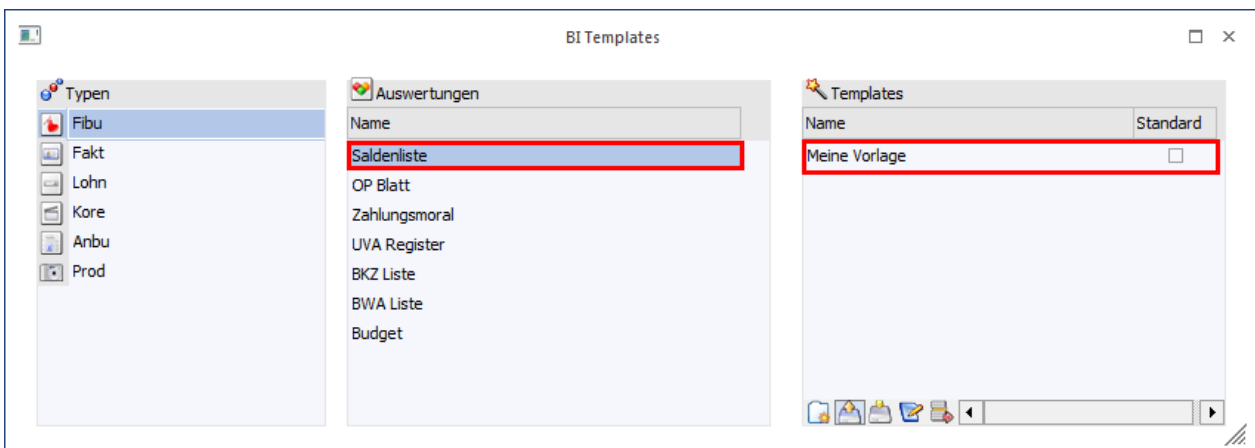 BI Templates
Typen
Fibu
Fakt
Lohn
Kore
Anbu
Prod
Auswertungen
Name
Saldenliste
OP Blatt
Zahlungsmoral
UVA Register
BKZ Liste
BWA Liste
Budget
Templates
Name Standard
Meine Vorlage